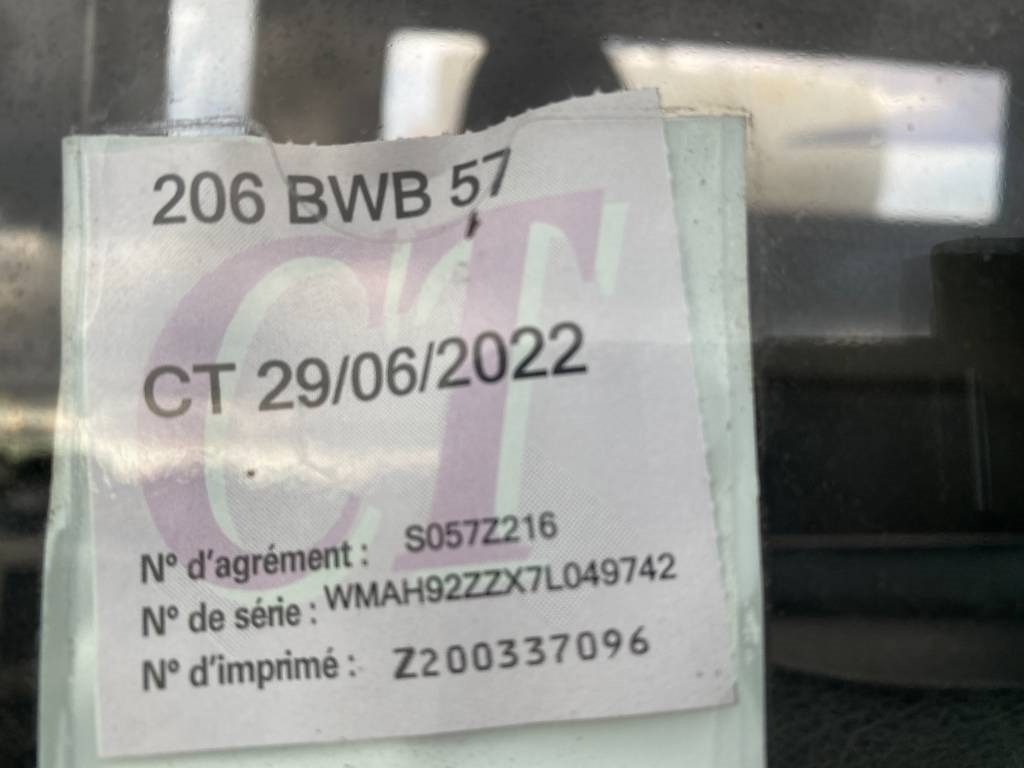 206 BWB 57
CT
CT 29/06/2022
N° d'agrément : S057Z216
N° de série : WMAH92ZZX7L049742
N° d'imprimé : Z200337096